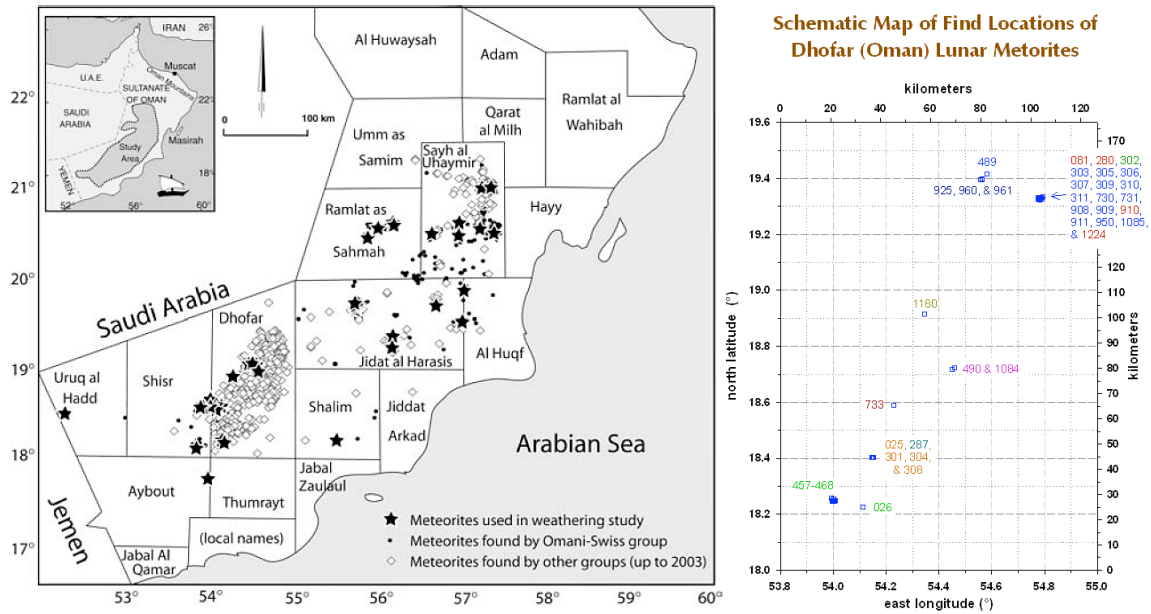 IRAN
26°
Muscat
U.A.E.
Oman Mountains
SULTANATE
OF OMAN
22°
SAUDI
ARABIA
Masirah
Study
Area
18°
YEMEN
52°
56°
60°
0
100 km
Al Huwaysah
Adam
Ramlat al
Wahibah
Qarat
al Milh
Umm as
Samim
Sayh al
Uhaymir
Ramlat as
Sahmah
Hayy
Saudi Arabia
Dhofar
Uruq al
Hadd
Shisr
Jidat al Harasis
Al Huqf
Shalim
Jiddat
Arkad
Arabian Sea
Aybout
Jabal
Zaulaul
Thumrayt
(local names)
Jemen
Jabal Al
Qamar
Meteorites used in weathering study
Meteorites found by Omani-Swiss group
Meteorites found by other groups (up to 2003)
22°
21°
20°
19°
18°
17°
53°
54°
55°
56°
57°
58°
59°
60°
Schematic Map of Find Locations of
Dhofar (Oman) Lunar Metorites
kilometers
0 20 40 60 80 100 120
19.6
19.4
19.2
19.0
18.8
18.6
18.4
18.2
18.0
north latitude (°)
489
925, 960, & 961
081, 280, 302,
303, 305, 306,
307, 309, 310,
311, 730, 731,
908, 909, 910,
911, 950, 1085,
& 1224
1180
490 & 1084
733
025, 287,
301, 304,
& 308
457-468
026
170
120
110
100
90
80
70
60
50
40
30
20
10
0
kilometers
53.8 54.0 54.2 54.4 54.6 54.8 55.0
east longitude (°)